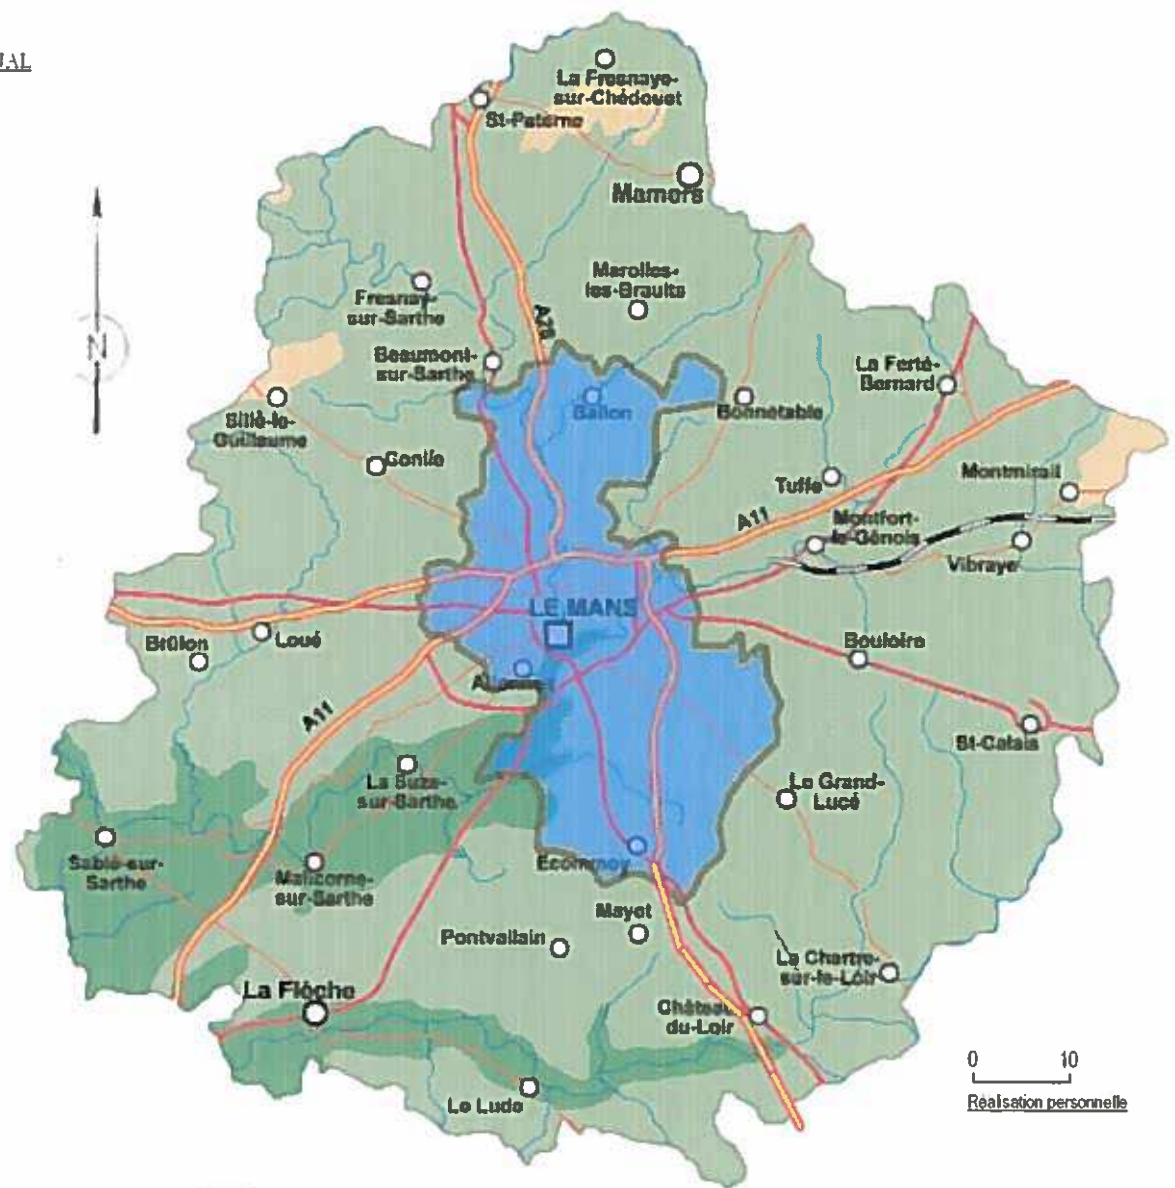 La Fresnaye-
sur-Chédouet
St-Paterne
Mamers
Marolles-
les-Braults
Fresnay-
sur-Sarthe
A28
N
Beaumont-
sur-Sarthe
La Ferté-
Bernard
Ballon
Bonnétable
Sillé-le-
Guillaume
Conlie
Tuffé
Montmirail
A11
Montfort-
le-Génois
Vibraye
LE MANS
Brûlon
Loué
Bouloire
Allonnes
A11
St-Calais
La Suze-
sur-Sarthe
Le Grand-
Lucé
Sablé-sur-
Sarthe
Malicorne-
sur-Sarthe
Ecommoy
Mayet
Pontvallain
La Chartre-
sur-le-Loir
La Flèche
Château
du-Loir
0 10
Réalisation personnelle
Le Lude